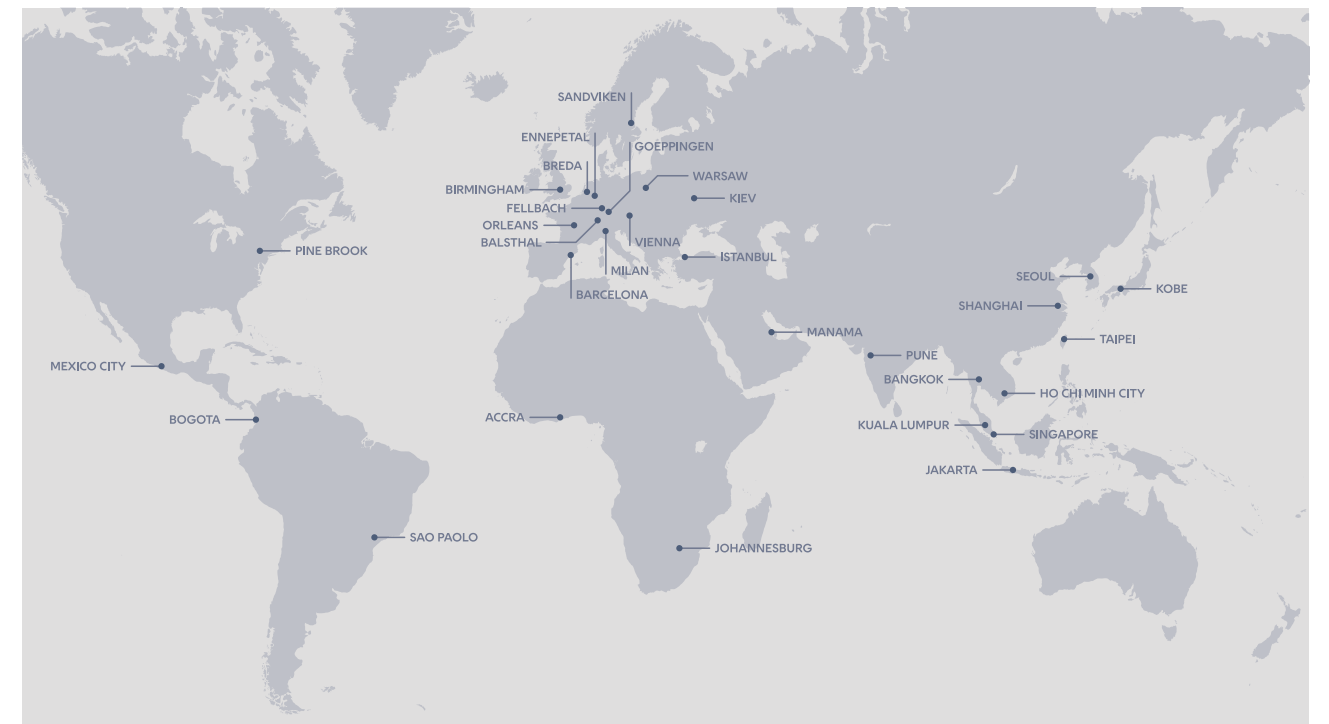 SANDVIKEN
ENNEPETAL
GOEPPINGEN
BREDA
WARSAW
BIRMINGHAM
KIEV
FELLBACH
ORLEANS
BALSTHAL
VIENNA
PINE BROOK
ISTANBUL
MILAN
SEOUL
BARCELONA
KOBE
SHANGHAI
MANAMA
TAIPEI
PUNE
MEXICO CITY
BANGKOK
HO CHI MINH CITY
BOGOTA
ACCRA
KUALA LUMPUR
SINGAPORE
JAKARTA
SAO PAOLO
JOHANNESBURG